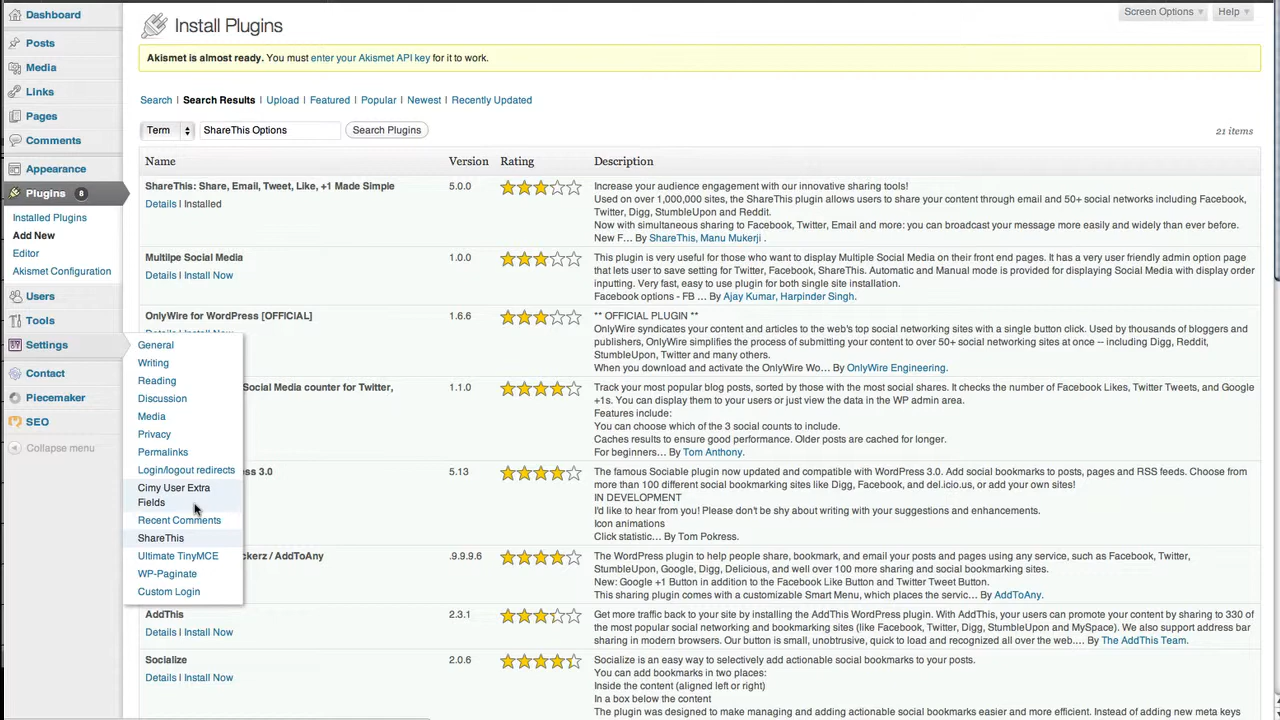 Dashboard
Posts
Media
Links
Pages
Comments
Appearance
Plugins 8
Installed Plugins
Add New
Editor
Akismet Configuration
Users
Tools
Settings
Contact
Piecemaker
SEO
Collapse menu
General
Writing
Reading
Discussion
Media
Privacy
Permalinks
Login/logout redirects
Cimy User Extra
Fields
Recent Comments
ShareThis
Ultimate TinyMCE
WP-Paginate
Custom Login
Screen Options
Help
Install Plugins
Akismet is almost ready. You must enter your Akismet API key for it to work.
Search | Search Results | Upload | Featured | Popular | Newest | Recently Updated
Term ShareThis Options Search Plugins 21 items
Name Version Rating Description
ShareThis: Share, Email, Tweet, Like, +1 Made Simple 5.0.0
Details | Installed
Increase your audience engagement with our innovative sharing tools!
Used on over 1,000,000 sites, the ShareThis plugin allows users to share your content through email and 50+ social networks including Facebook,
Twitter, Digg, StumbleUpon and Reddit.
Now with simultaneous sharing to Facebook, Twitter, Email and more: you can broadcast your message more easily and widely than ever before.
New F... By ShareThis, Manu Mukerji .
Multilpe Social Media 1.0.0
Details | Install Now
This plugin is very useful for those who want to display Multiple Social Media on their front end pages. It has a very user friendly admin option page
that lets user to save setting for Twitter, Facebook, ShareThis. Automatic and Manual mode is provided for displaying Social Media with display order
inputting. Very fast, easy to use plugin for both single site installation.
Facebook options - FB ... By Ajay Kumar, Harpinder Singh.
OnlyWire for WordPress [OFFICIAL] 1.6.6
Details | Install Now
** OFFICIAL PLUGIN **
OnlyWire syndicates your content and articles to the web's top social networking sites with a single button click. Used by thousands of bloggers and
publishers, OnlyWire simplifies the process of submitting your content to over 50+ social networking sites at once -- including Digg, Reddit,
StumbleUpon, Twitter and many others.
When you download and activate the OnlyWire Wo... By OnlyWire Engineering.
Social Media counter for Twitter, 1.1.0
Track your most popular blog posts, sorted by those with the most social shares. It checks the number of Facebook Likes, Twitter Tweets, and Google
+1s. You can display them to your users or just view the data in the WP admin area.
Features include:
You can choose which of the 3 social counts to include.
Caches results to ensure good performance. Older posts are cached for longer.
For beginners... By Tom Anthony.
ss 3.0 5.13
The famous Sociable plugin now updated and compatible with WordPress 3.0. Add social bookmarks to posts, pages and RSS feeds. Choose from
more than 100 different social bookmarking sites like Digg, Facebook, and del.icio.us, or add your own sites!
IN DEVELOPMENT
I'd like to hear from you! Please don't be shy about writing with your suggestions and enhancements.
Icon animations
Click statistic... By Tom Pokress.
ckerz / AddToAny .9.9.9.6
The WordPress plugin to help people share, bookmark, and email your posts and pages using any service, such as Facebook, Twitter,
StumbleUpon, Google, Digg, Delicious, and well over 100 more sharing and social bookmarking sites.
New: Google +1 Button in addition to the Facebook Like Button and Twitter Tweet Button.
This sharing plugin comes with a customizable Smart Menu, which places the servic... By AddToAny.
AddThis 2.3.1
Details | Install Now
Get more traffic back to your site by installing the AddThis WordPress plugin. With AddThis, your users can promote your content by sharing to 330 of
the most popular social networking and bookmarking sites (like Facebook, Twitter, Digg, StumbleUpon and MySpace). We also support address bar
sharing in modern browsers. Our button is small, unobtrusive, quick to load and recognized all over the web.... By The AddThis Team.
Socialize 2.0.6
Details | Install Now
Socialize is an easy way to selectively add actionable social bookmarks to your posts.
You can add bookmarks in two places:
Inside the content (aligned left or right)
In a box below the content
The plugin was designed to make managing and adding actionable social bookmarks easier and more efficient. Instead of adding new meta keys